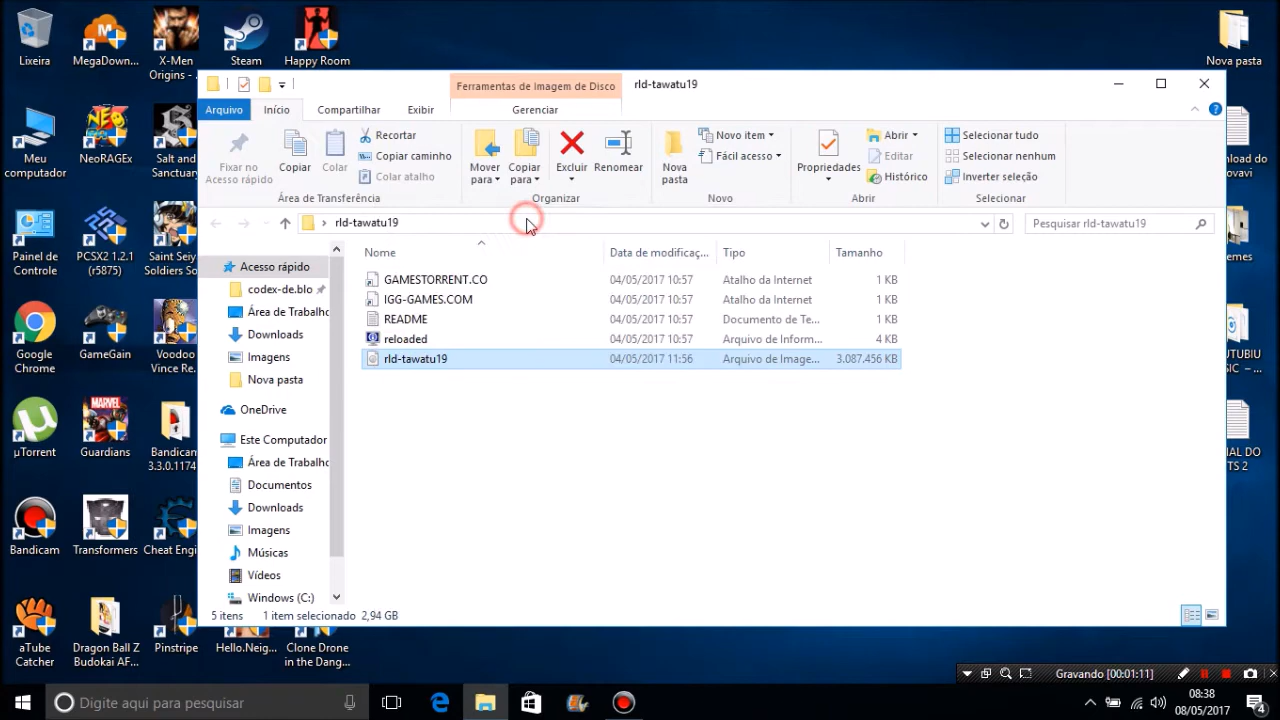 Lixeira
MegaDown...
X-Men
Origins -...
Steam
Happy Room
Nova pasta
Meu
computador
NeoRAGEx
Salt and
Sanctuary
Painel de
Controle
PCSX2 1.2.1
(r5875)
Saint Seiy
Soldiers So
Google
Chrome
GameGain
Voodoo
Vince Re...
µTorrent
Guardians
Bandicam
3.3.0.1174
Bandicam
Transformers
Cheat Engi
aTube
Catcher
Dragon Ball Z
Budokai AF...
Pinstripe
Hello.Neig...
Clone Drone
in the Dang...
Ferramentas de Imagem de Disco
rld-tawatu19
Arquivo
Início
Compartilhar
Exibir
Gerenciar
Fixar no
Acesso rápido
Copiar
Colar
Recortar
Copiar caminho
Colar atalho
Área de Transferência
Mover
para
Copiar
para
Excluir
Renomear
Organizar
Nova
pasta
Novo item
Fácil acesso
Novo
Propriedades
Abrir
Editar
Histórico
Abrir
Selecionar tudo
Selecionar nenhum
Inverter seleção
Selecionar
rld-tawatu19
Pesquisar rld-tawatu19
Acesso rápido
codex-de.blo
Área de Trabalho
Downloads
Imagens
Nova pasta
OneDrive
Este Computador
Área de Trabalho
Documentos
Downloads
Imagens
Músicas
Vídeos
Windows (C:)
Nome Data de modificaç... Tipo Tamanho
GAMESTORRENT.CO 04/05/2017 10:57 Atalho da Internet 1 KB
IGG-GAMES.COM 04/05/2017 10:57 Atalho da Internet 1 KB
README 04/05/2017 10:57 Documento de Te... 1 KB
reloaded 04/05/2017 10:57 Arquivo de Inform... 4 KB
rld-tawatu19 04/05/2017 11:56 Arquivo de Image... 3.087.456 KB
5 itens 1 item selecionado 2,94 GB
wnload do
ovavi
emes
UTUBIU
SIC – ...
IAL DO
TS 2
Gravando [00:01:11]
Digite aqui para pesquisar
08:38
08/05/2017
4